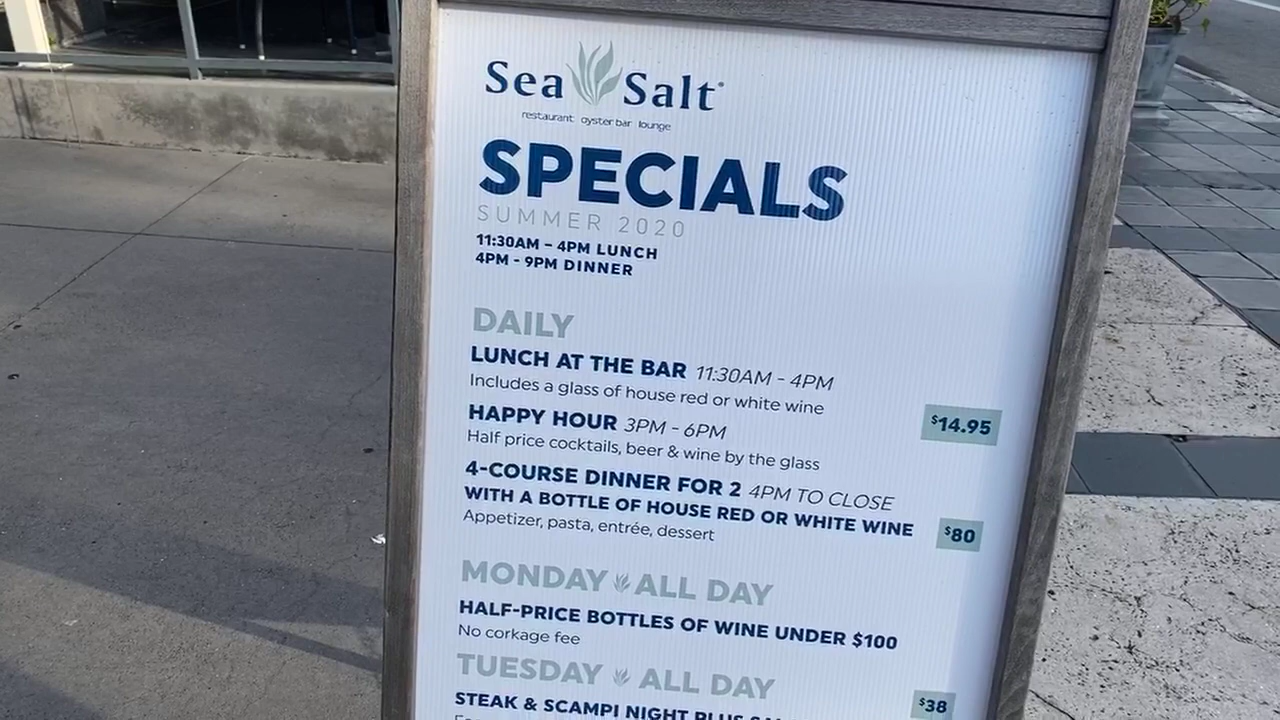 Sea Salt
restaurant oyster bar lounge
SPECIALS
SUMMER 2020
11:30AM – 4PM LUNCH
4PM - 9PM DINNER
DAILY
LUNCH AT THE BAR 11:30AM - 4PM
Includes a glass of house red or white wine
$14.95
HAPPY HOUR 3PM - 6PM
Half price cocktails, beer & wine by the glass
4-COURSE DINNER FOR 2 4PM TO CLOSE
WITH A BOTTLE OF HOUSE RED OR WHITE WINE
$80
Appetizer, pasta, entrée, dessert
MONDAY ALL DAY
HALF-PRICE BOTTLES OF WINE UNDER $100
No corkage fee
TUESDAY ALL DAY
STEAK & SCAMPI NIGHT PLUS
$38